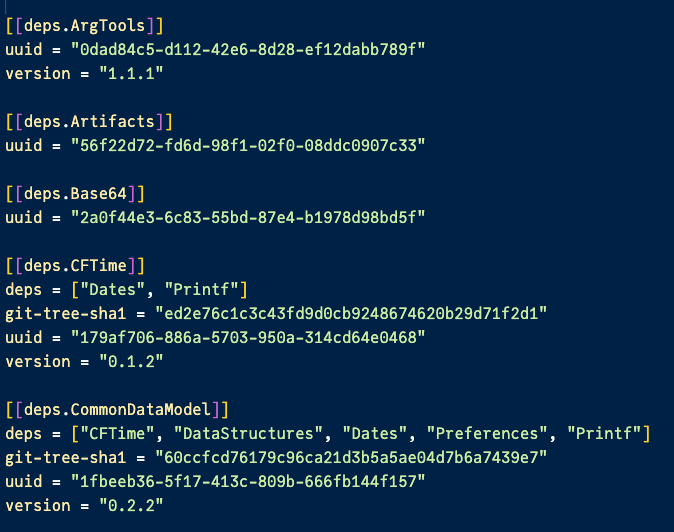 [[deps.ArgTools]]
uuid = "0dad84c5-d112-42e6-8d28-ef12dabb789f"
version = "1.1.1"
[[deps.Artifacts]]
uuid = "56f22d72-fd6d-98f1-02f0-08ddc0907c33"
[[deps.Base64]]
uuid = "2a0f44e3-6c83-55bd-87e4-b1978d98bd5f"
[[deps.CFTime]]
deps = ["Dates", "Printf"]
git-tree-sha1 = "ed2e76c1c3c43fd9d0cb9248674620b29d71f2d1"
uuid = "179af706-886a-5703-950a-314cd64e0468"
version = "0.1.2"
[[deps.CommonDataModel]]
deps = ["CFTime", "DataStructures", "Dates", "Preferences", "Printf"]
git-tree-sha1 = "60ccfcd76179c96ca21d3b5a5ae04d7b6a7439e7"
uuid = "1fbeeb36-5f17-413c-809b-666fb144f157"
version = "0.2.2"